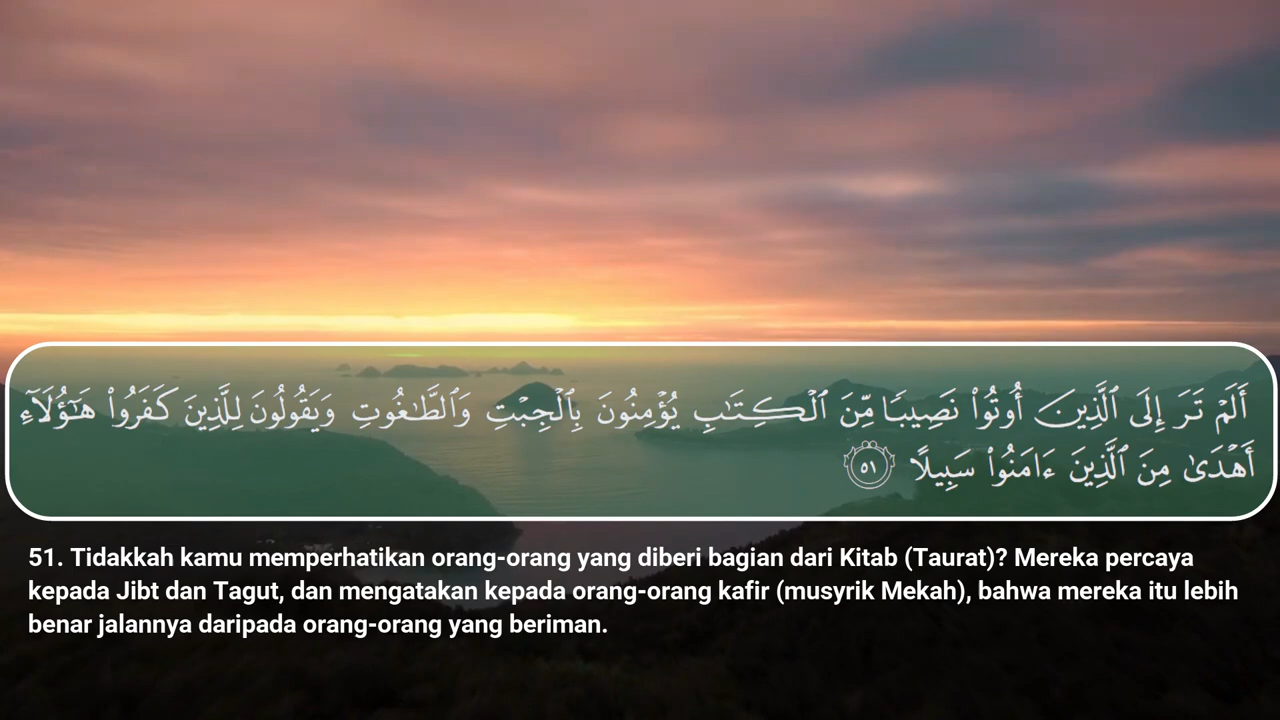 أَلَمْ تَرَ إِلَى ٱلَّذِينَ أُوتُوا۟ نَصِيبًا مِّنَ ٱلْكِتَـٰبِ يُؤْمِنُونَ بِٱلْجِبْتِ وَٱلطَّـٰغُوتِ وَيَقُولُونَ لِلَّذِينَ كَفَرُوا۟ هَـٰٓؤُلَآءِ
أَهْدَىٰ مِنَ ٱلَّذِينَ ءَامَنُوا۟ سَبِيلًا ٥١
51. Tidakkah kamu memperhatikan orang-orang yang diberi bagian dari Kitab (Taurat)? Mereka percaya
kepada Jibt dan Tagut, dan mengatakan kepada orang-orang kafir (musyrik Mekah), bahwa mereka itu lebih
benar jalannya daripada orang-orang yang beriman.